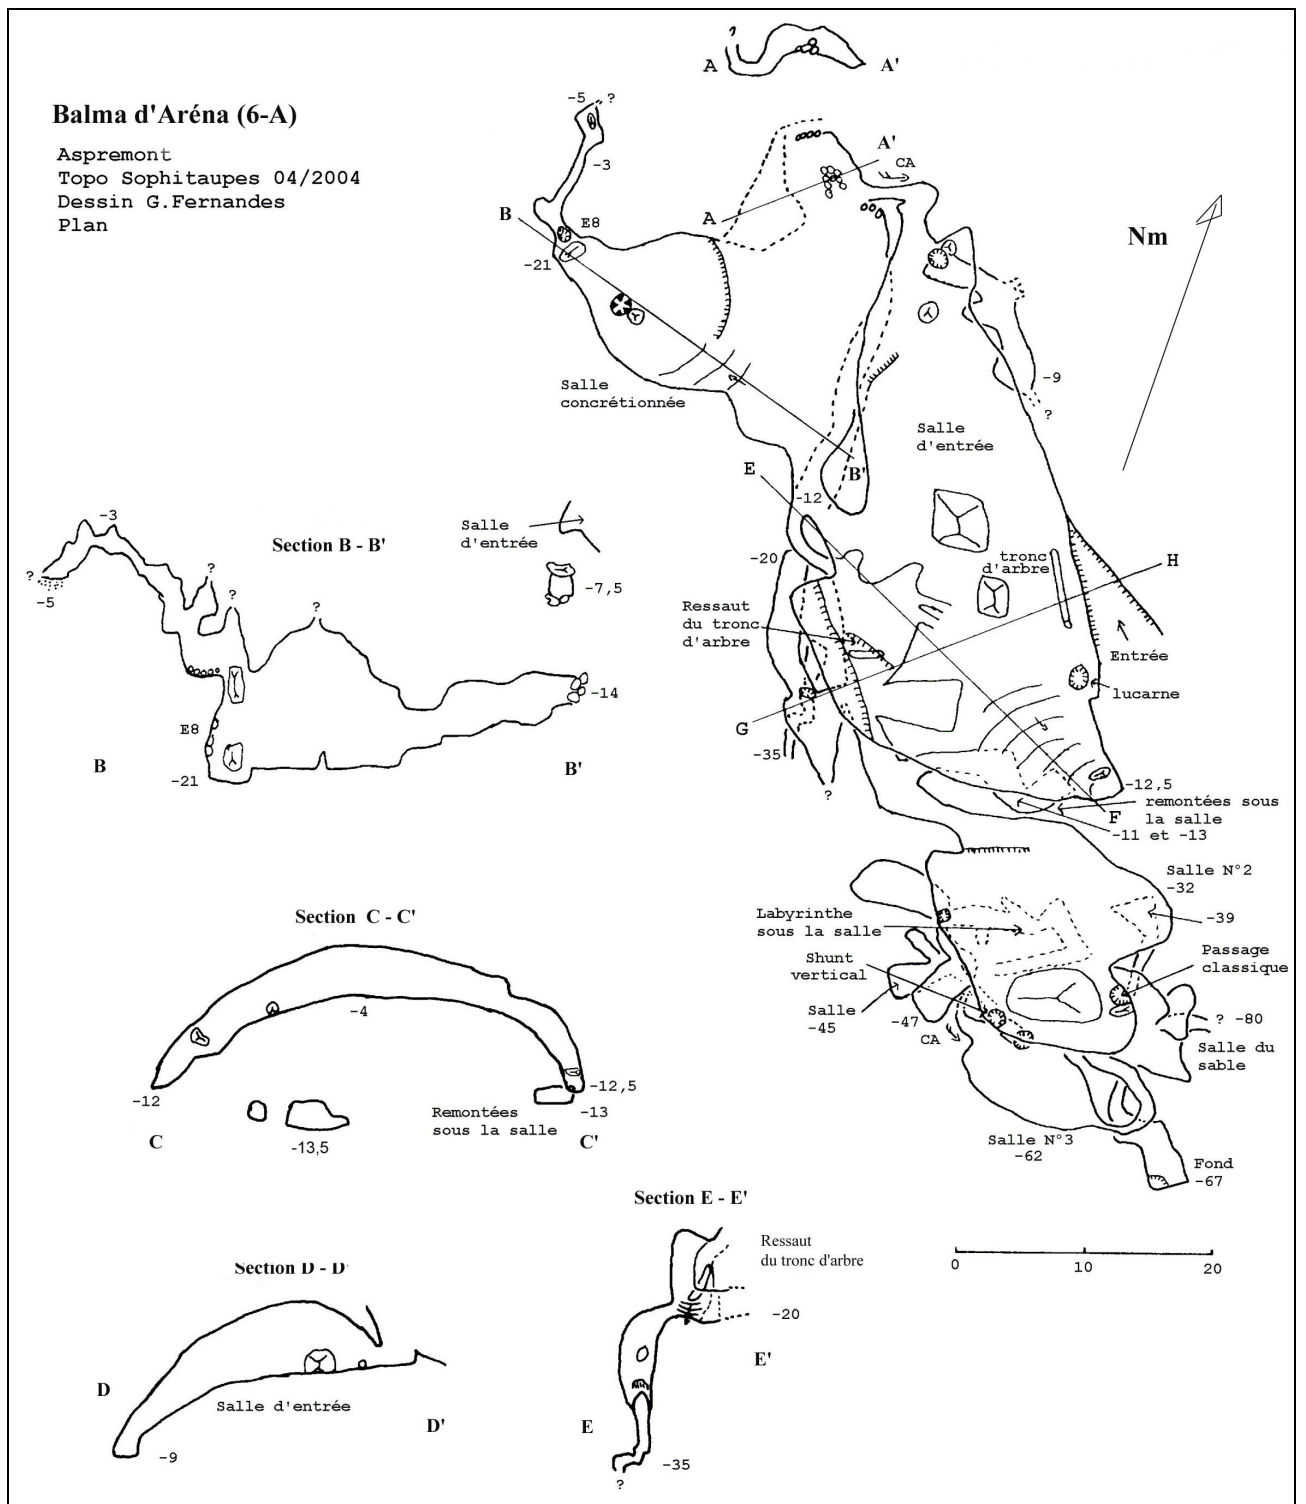 A
A'
Balma d'Aréna (6-A)
Aspremont
Topo Sophitaupes 04/2004
Dessin G.Fernandes
Plan
-5
?
-3
B
E8
-21
A
A'
CA
Nm
-9
?
Salle
concrétionnée
Salle
d'entrée
E
B'
-12
-20
tronc
d'arbre
H
Ressaut
du tronc
d'arbre
Entrée
lucarne
G
-35
?
-12,5
F
remontées sous
la salle
-11 et -13
Section B - B'
-3
?
-5
?
?
?
Salle
d'entrée
-7,5
-14
E8
-21
B
B'
Salle N°2
-32
-39
Labyrinthe
sous la salle
Shunt
vertical
Passage
classique
Salle
-45
-47
CA
? -80
Salle du
sable
Salle N°3
-62
Fond
-67
Section C - C'
-4
-12
-12,5
-13
C
-13,5
Remontées
sous la salle
C'
0
10
20
Section D - D'
D
Salle d'entrée
D'
-9
Section E - E'
Ressaut
du tronc d'arbre
-20
E'
E
-35
?